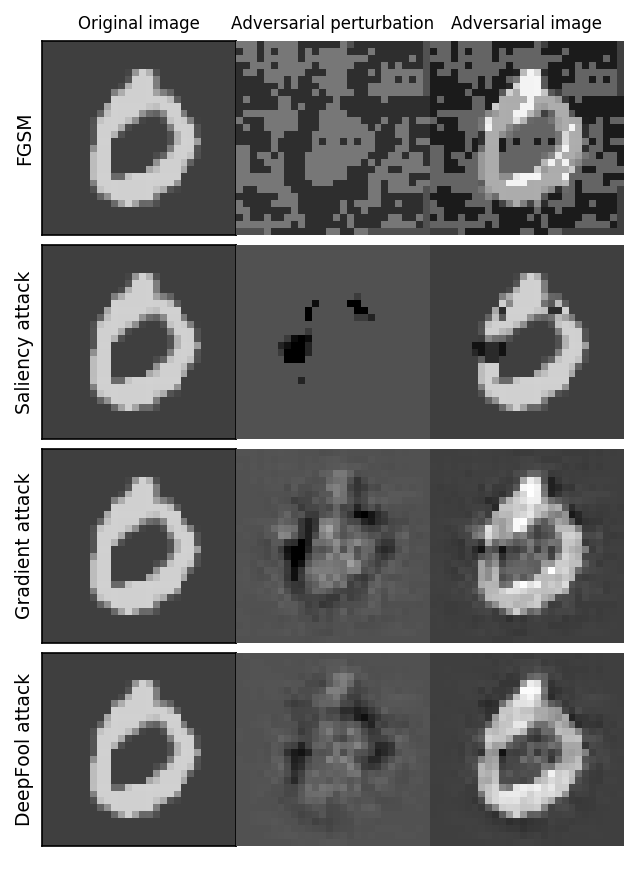 Original image
Adversarial perturbation
Adversarial image
FGSM
Saliency attack
Gradient attack
DeepFool attack